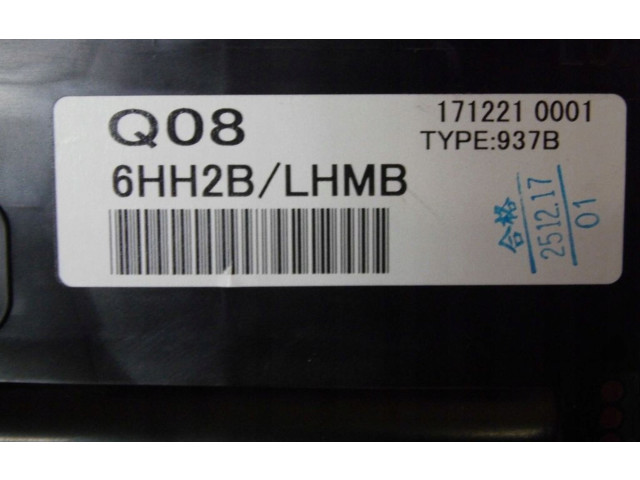 Q08
171221 0001
TYPE:937B
6HH2B/LHMB
合格
2512.17
01